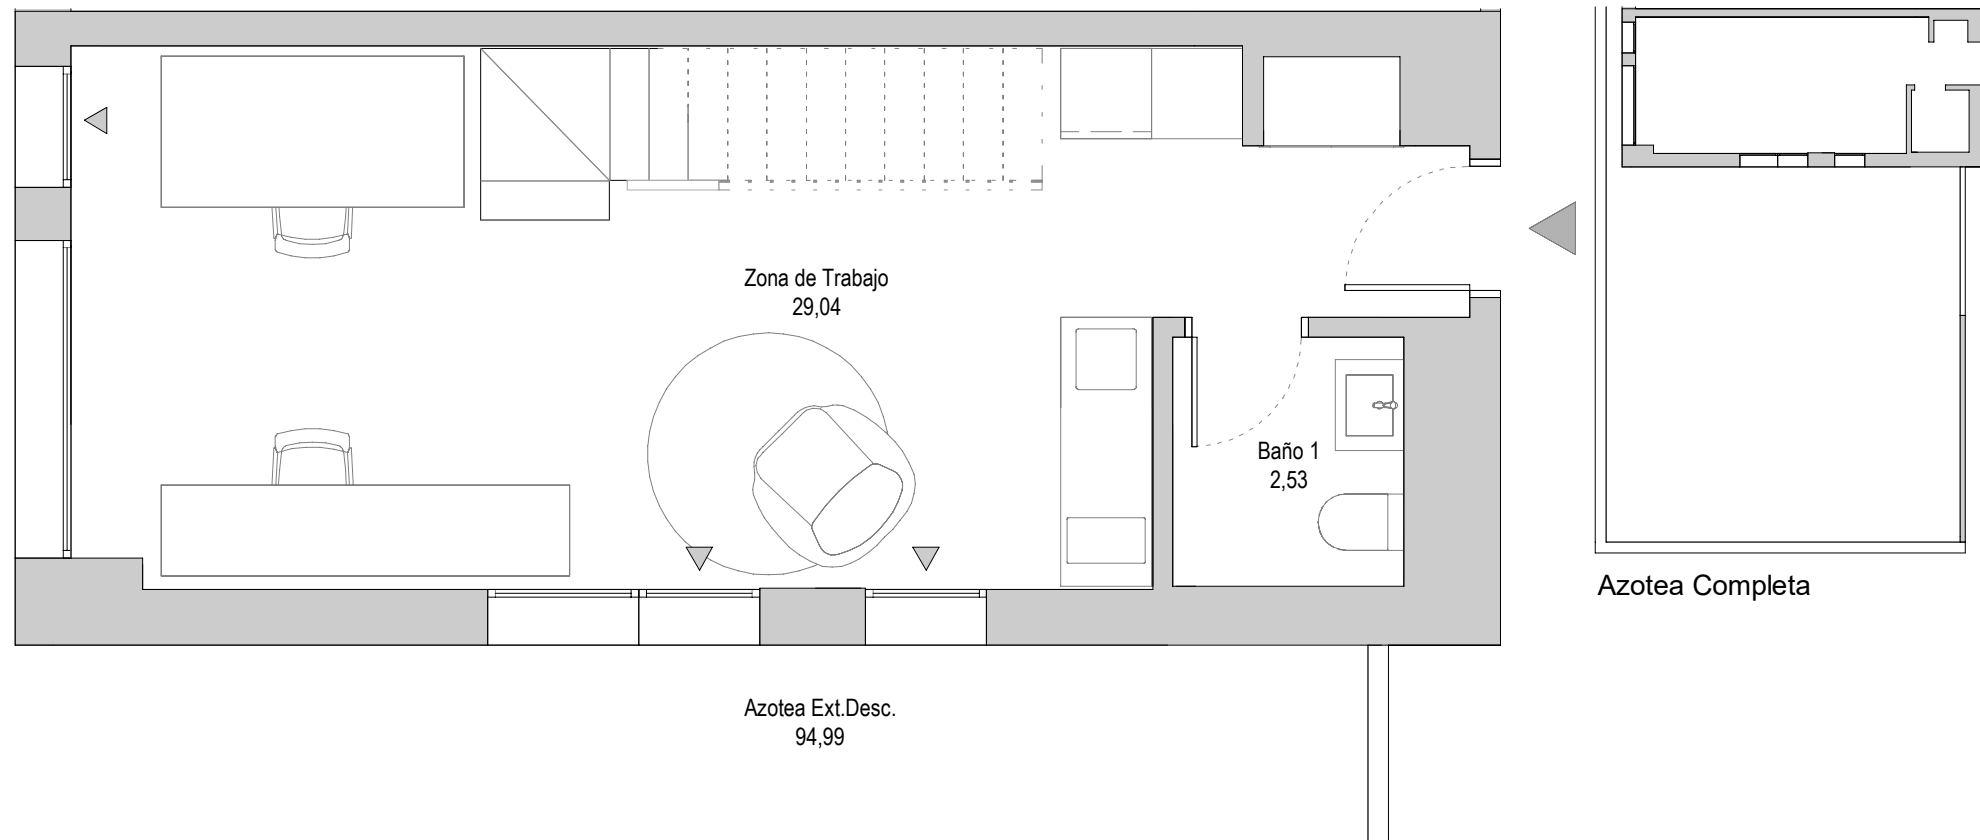 Zona de Trabajo
29,04
Baño 1
2,53
Azotea Completa
Azotea Ext.Desc.
94,99